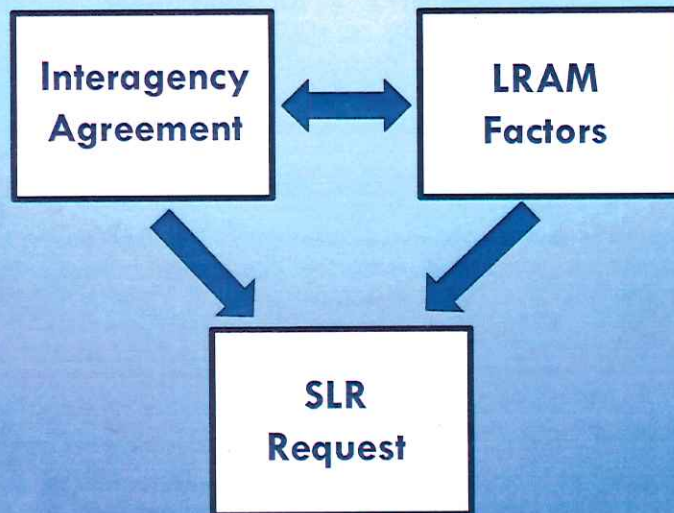 Interagency
Agreement
LRAM
Factors
SLR
Request